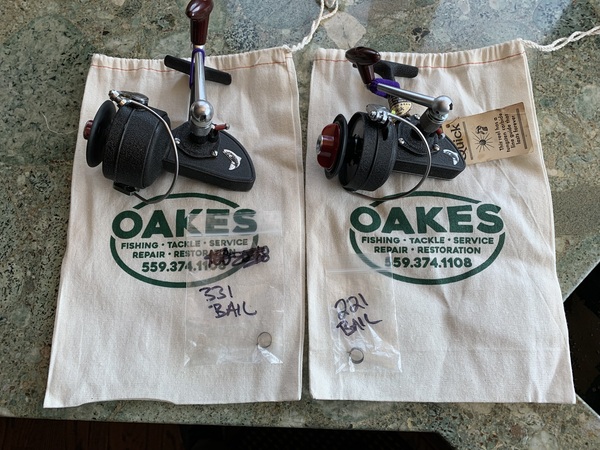 OAKES
FISHING • TACKLE • SERVICE
REPAIR • RESTORATION
559.374.1108
331
BAIL
Quick
OAKES
FISHING • TACKLE • SERVICE
REPAIR • RESTORATION
559.374.1108
221
BAIL